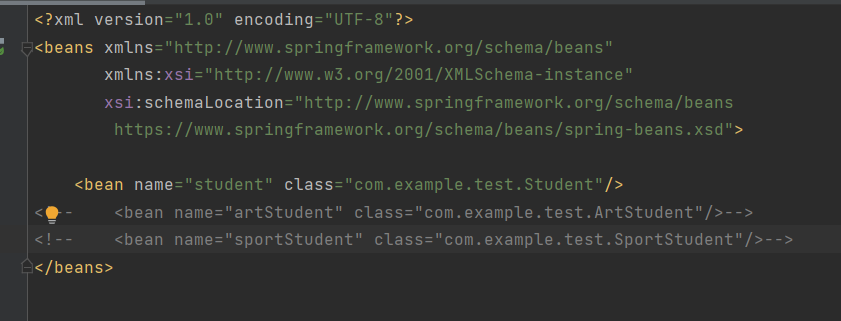 <?xml version="1.0" encoding="UTF-8"?>
<beans xmlns="http://www.springframework.org/schema/beans"
xmlns:xsi="http://www.w3.org/2001/XMLSchema-instance"
xsi:schemaLocation="http://www.springframework.org/schema/beans
https://www.springframework.org/schema/beans/spring-beans.xsd">
<bean name="student" class="com.example.test.Student"/>
<!-- <bean name="artStudent" class="com.example.test.ArtStudent"/>-->
<!-- <bean name="sportStudent" class="com.example.test.SportStudent"/>-->
</beans>